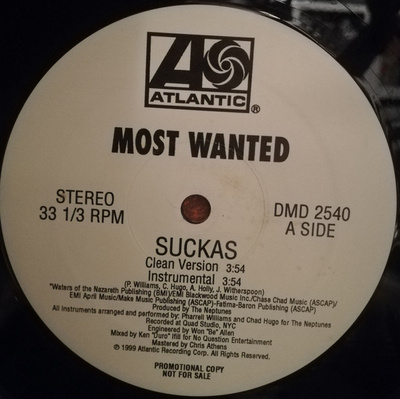 ATLANTIC®
MOST WANTED
STEREO
33 1/3 RPM
DMD 2540
A SIDE
SUCKAS
Clean Version 3:54
Instrumental 3:54
(P. Williams, C. Hugo, A. Holly, J. Witherspoon)
"Waters of the Nazareth Publishing (BMI)/EMI Blackwood Music Inc./Chase Chad Music (ASCAP)/
EMI April Music/Make Music Publishing (ASCAP)-Fatima-Baron Publishing (ASCAP)
Produced by The Neptunes
All instruments arranged and performed by: Pharrell Williams and Chad Hugo for The Neptunes
Recorded at Quad Studio, NYC
Engineered by Won "Be" Allen
Mixed by Ken "Duro" Ifill for No Question Entertainment
Mastered by Chris Athens
© 1999 Atlantic Recording Corp. All Rights Reserved.
PROMOTIONAL COPY
NOT FOR SALE